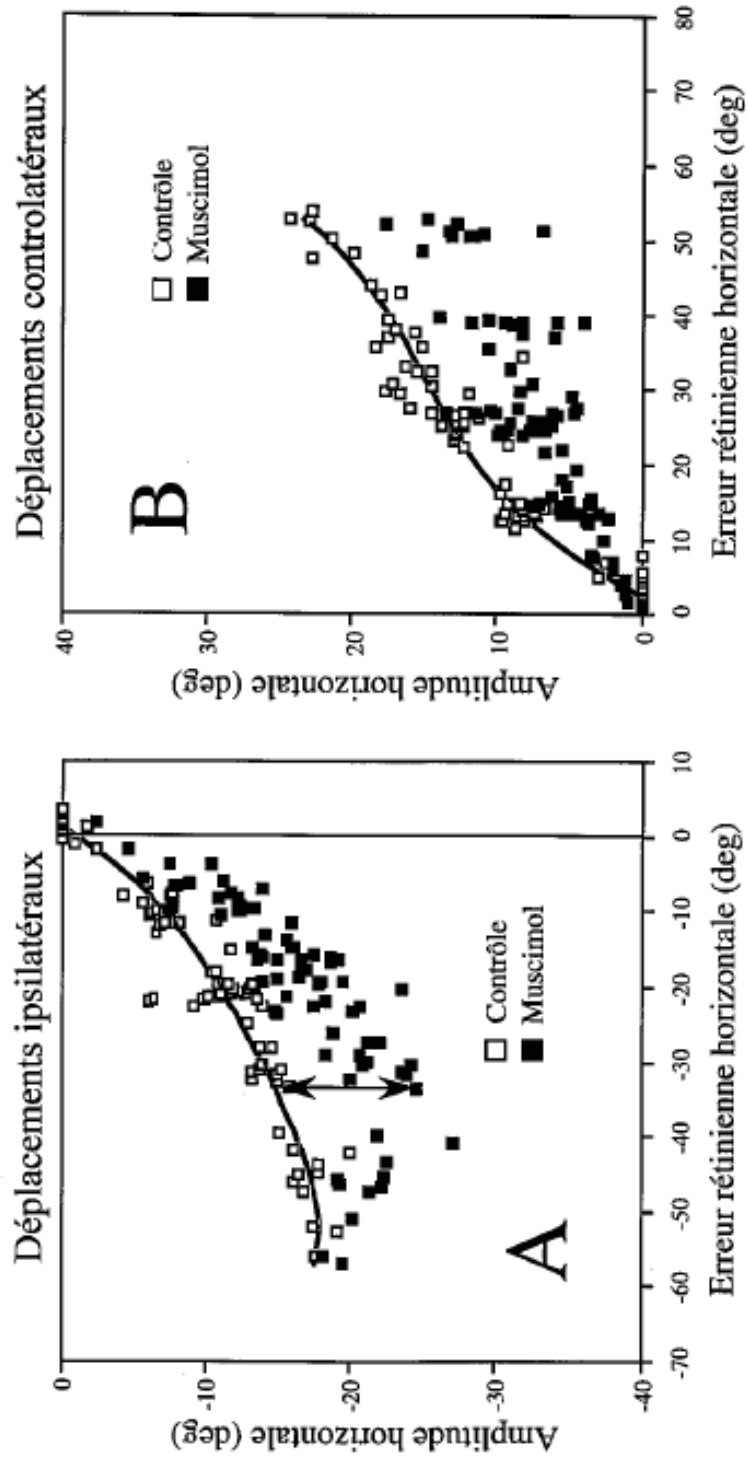 Déplacements ipsilatéraux
Amplitude horizontale (deg)
0
-10
-20
-30
-40
A
Contrôle
Muscimol
-70
-60
-50
-40
-30
-20
-10
0
10
Erreur rétinienne horizontale (deg)
Déplacements controlatéraux
Amplitude horizontale (deg)
40
30
20
10
0
B
Contrôle
Muscimol
0
10
20
30
40
50
60
70
80
Erreur rétinienne horizontale (deg)